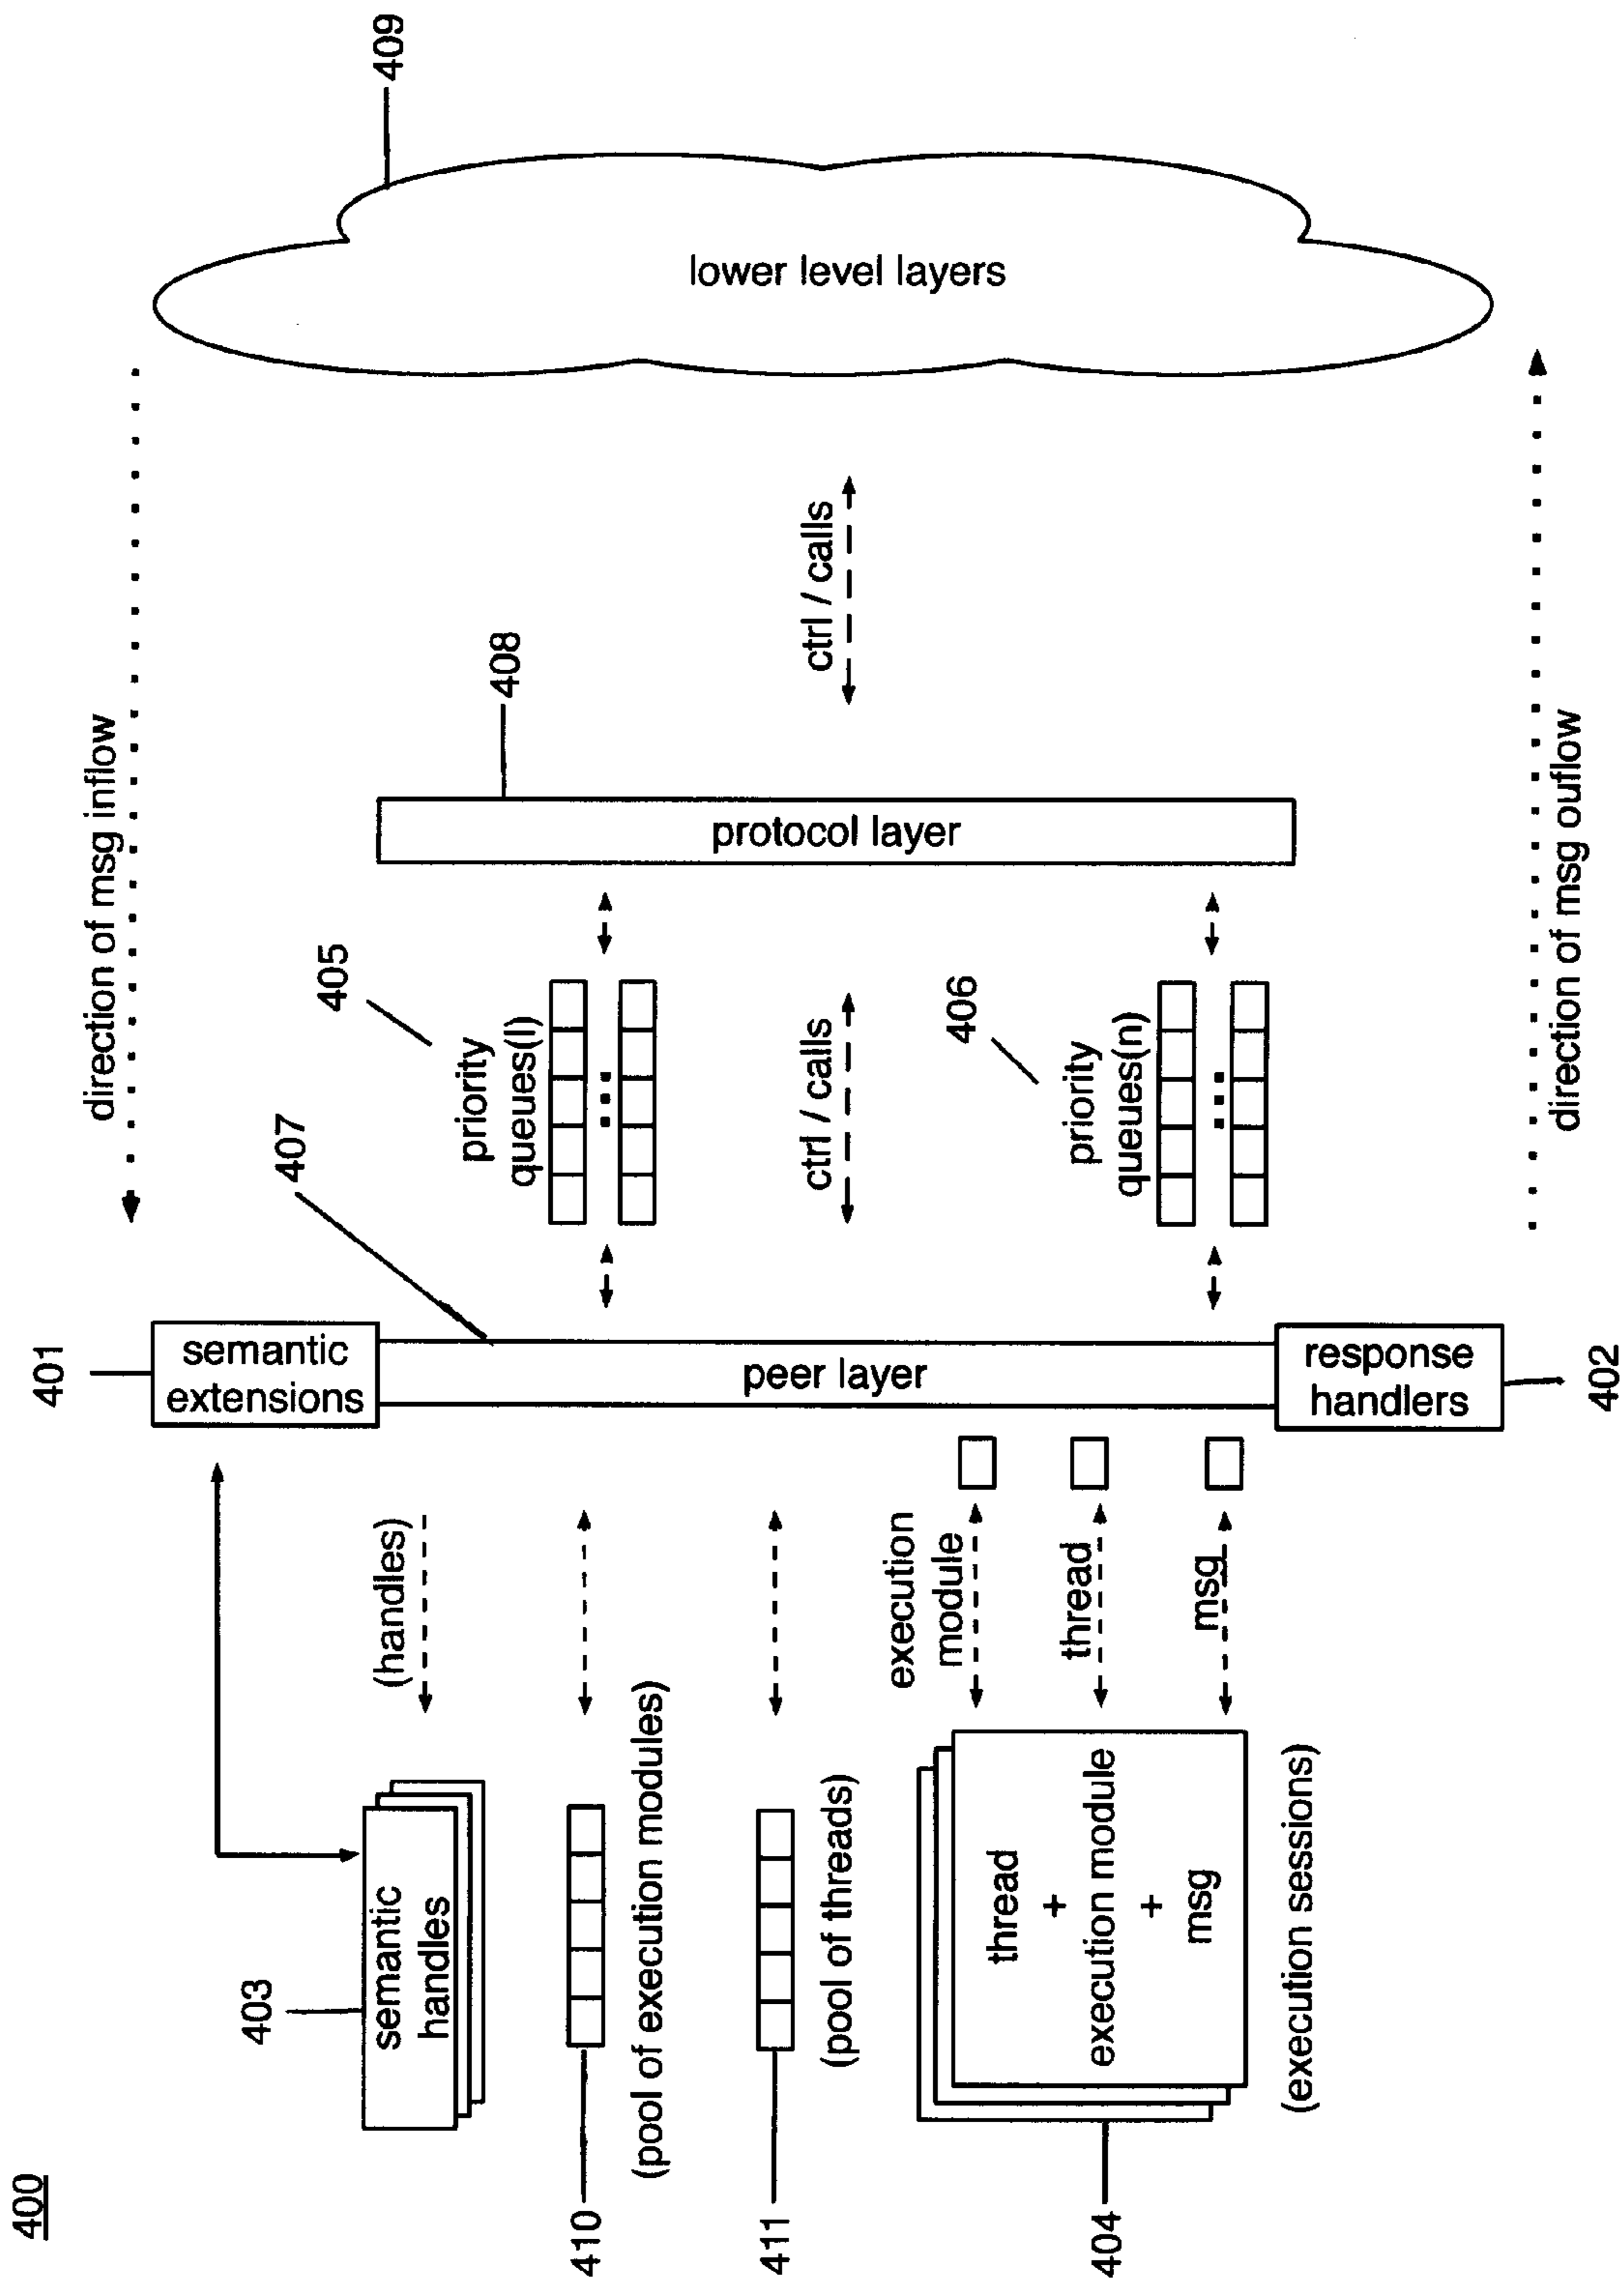 400
403
semantic
handles
410
(pool of execution modules)
411
(pool of threads)
404
thread
+
execution module
+
msg
(execution sessions)
(handles)
execution
module
thread
msg
401
semantic
extensions
407
peer layer
response
handlers
402
direction of msg inflow
405
priority
queues(l)
ctrl / calls
406
priority
queues(n)
direction of msg ouflow
408
protocol layer
ctrl / calls
409
lower level layers